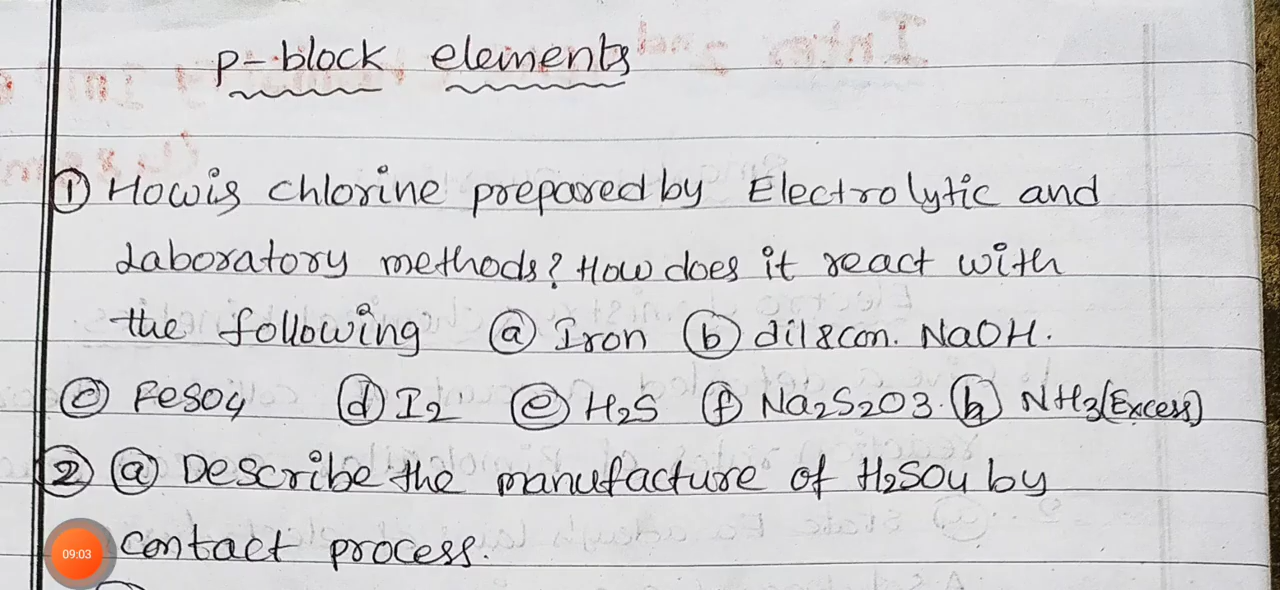 p-block elements
① How is chlorine prepared by Electrolytic and
Laboratory methods? How does it react with
the following ⓐ Iron ⓑ dil & con. NaOH.
ⓒ FeSO4 ⓓ I2 ⓔ H2S ⓕ Na2S2O3. ⓗ NH3(Excess)
② ⓐ Describe the manufacture of H2SO4 by
contact process.
09:03